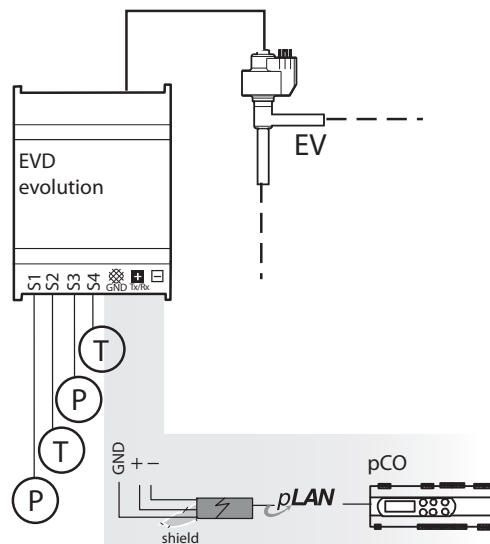 EV
EVD
evolution
S1
S2
S3
S4
GND
Tx/Rx
+
−
T
P
T
P
GND
+
−
shield
pLAN
pCO